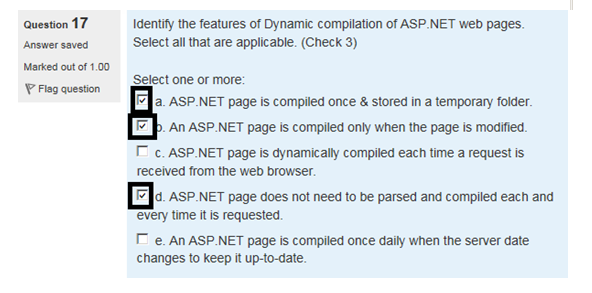 Question 17
Answer saved
Marked out of 1.00
Flag question
Identify the features of Dynamic compilation of ASP.NET web pages.
Select all that are applicable. (Check 3)
Select one or more:
a. ASP.NET page is compiled once & stored in a temporary folder.
b. An ASP.NET page is compiled only when the page is modified.
c. ASP.NET page is dynamically compiled each time a request is
received from the web browser.
d. ASP.NET page does not need to be parsed and compiled each and
every time it is requested.
e. An ASP.NET page is compiled once daily when the server date
changes to keep it up-to-date.